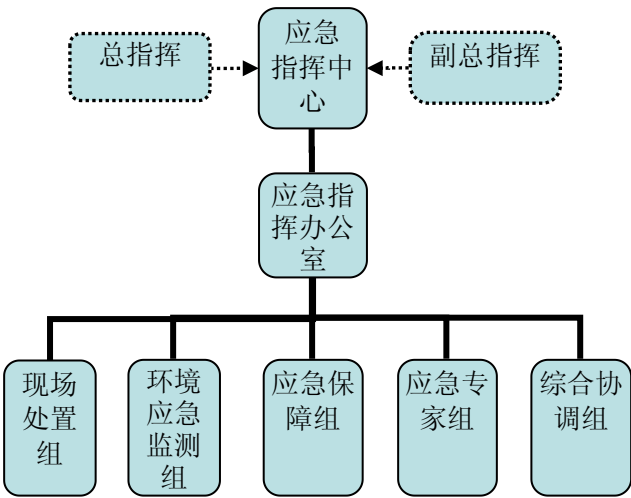 总指挥
应急
指挥中
心
副总指挥
应急指
挥办公
室
现场
处置
组
环境
应急
监测
组
应急保
障组
应急专
家组
综合协
调组